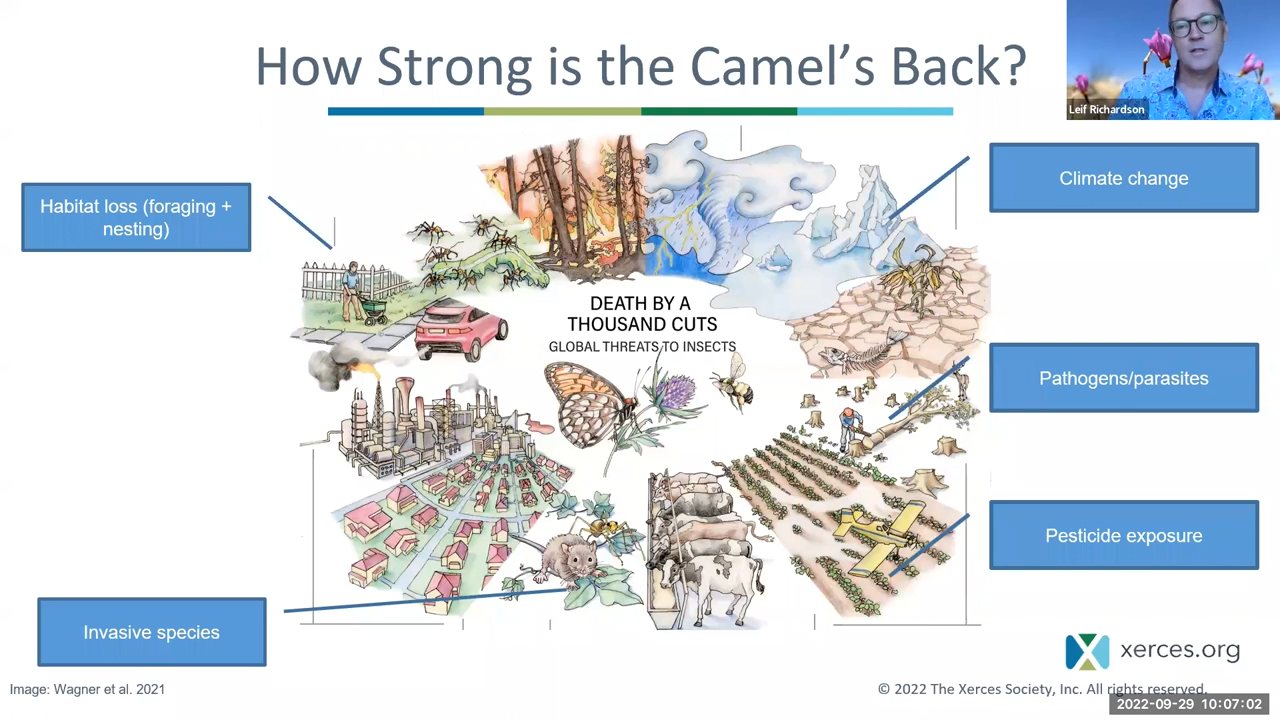 How Strong is the Camel's Back?
Leif Richardson
Climate change
Habitat loss (foraging +
nesting)
DEATH BY A
THOUSAND CUTS
GLOBAL THREATS TO INSECTS
Pathogens/parasites
Pesticide exposure
Invasive species
xerces.org
Image: Wagner et al. 2021
© 2022 The Xerces Society, Inc. All rights reserved.
2022-09-29 10:07:02